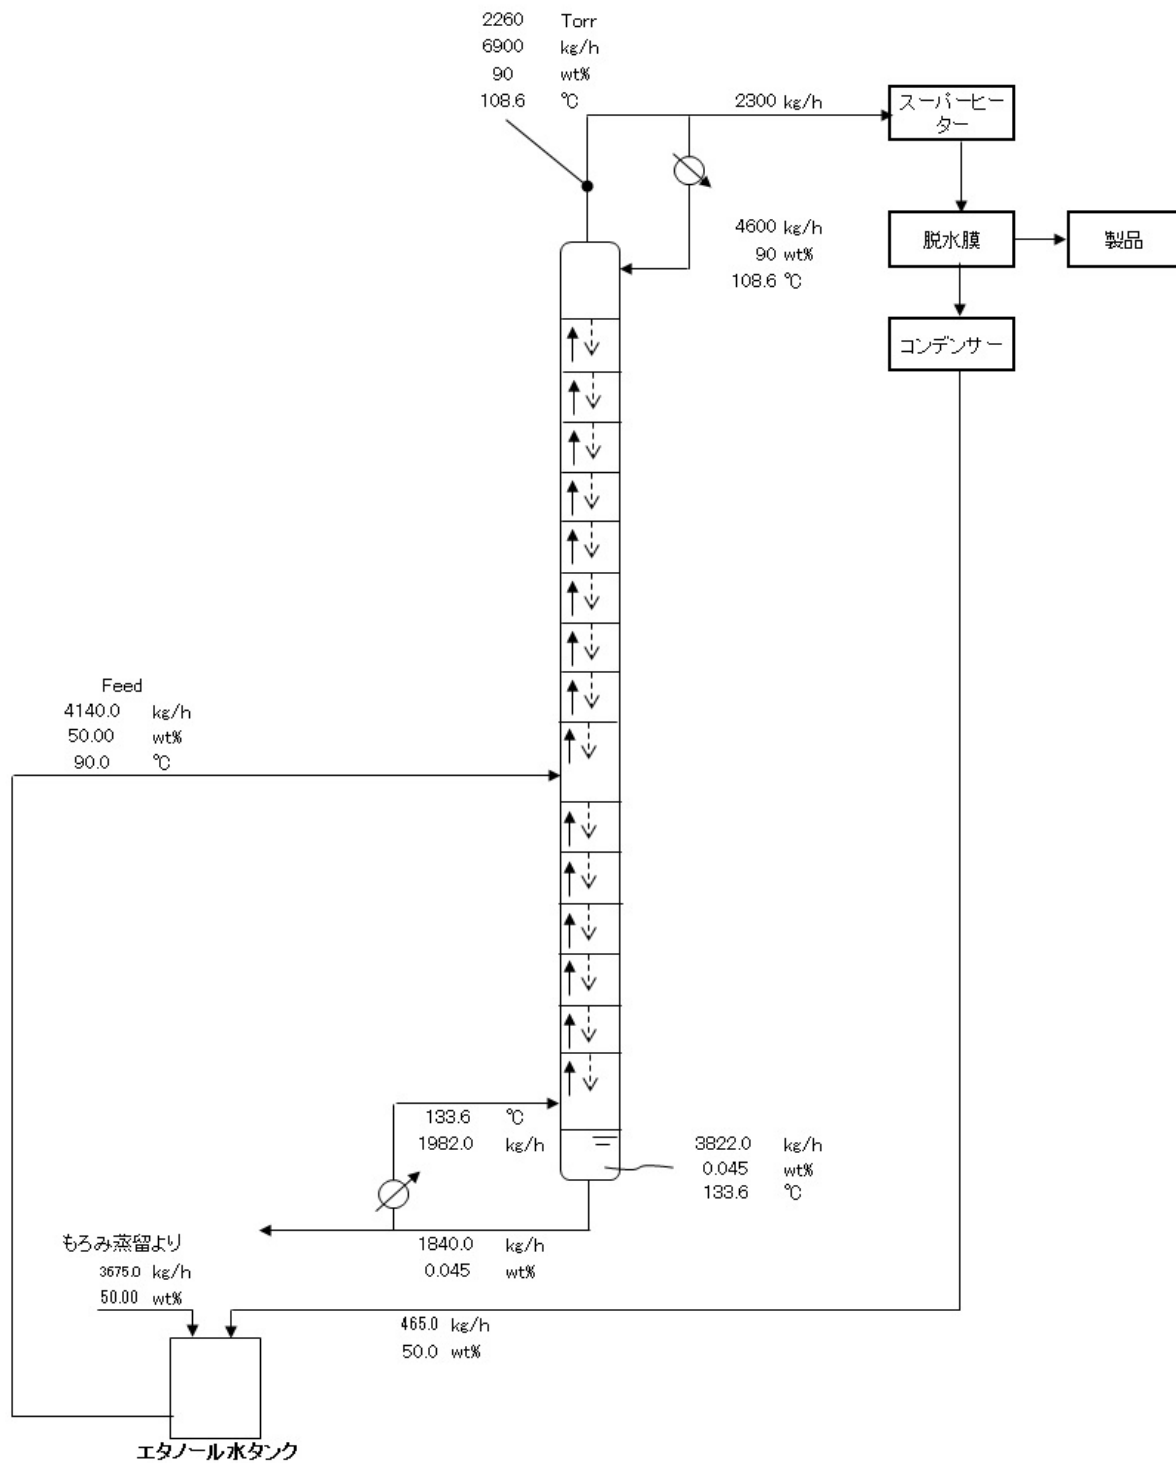 2260 Torr
6900 kg/h
90 wt%
108.6 ℃
2300 kg/h
スーパーヒーター
4600 kg/h
90 wt%
108.6 ℃
脱水膜
製品
コンデンサー
Feed
4140.0 kg/h
50.00 wt%
90.0 ℃
133.6 ℃
1982.0 kg/h
3822.0 kg/h
0.045 wt%
133.6 ℃
1840.0 kg/h
0.045 wt%
もろみ蒸留より
3675.0 kg/h
50.00 wt%
465.0 kg/h
50.0 wt%
エタノール水タンク